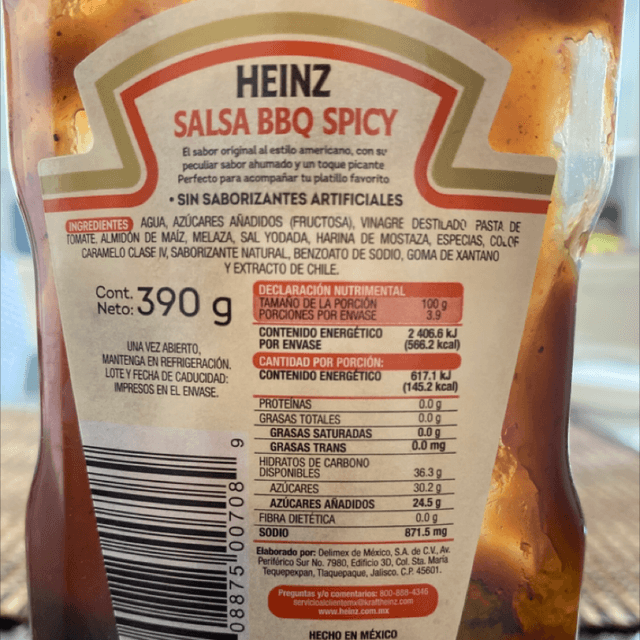 HEINZ
SALSA BBQ SPICY
El sabor original al estilo americano, con su
peculiar sabor ahumado y un toque picante
Perfecto para acompañar tu platillo favorito
• SIN SABORIZANTES ARTIFICIALES
INGREDIENTES AGUA, AZÚCARES AÑADIDOS (FRUCTOSA), VINAGRE DESTILADO PASTA DE
TOMATE, ALMIDÓN DE MAÍZ, MELAZA, SAL YODADA, HARINA DE MOSTAZA, ESPECIAS, COLOR
CARAMELO CLASE IV, SABORIZANTE NATURAL, BENZOATO DE SODIO, GOMA DE XANTANO
Y EXTRACTO DE CHILE.
Cont. Neto: 390 g
UNA VEZ ABIERTO,
MANTENGA EN REFRIGERACIÓN.
LOTE Y FECHA DE CADUCIDAD:
IMPRESOS EN EL ENVASE.
DECLARACIÓN NUTRIMENTAL
TAMAÑO DE LA PORCIÓN 100 g
PORCIONES POR ENVASE 3.9
CONTENIDO ENERGÉTICO 2 406.6 kJ
POR ENVASE (566.2 kcal)
CANTIDAD POR PORCIÓN:
CONTENIDO ENERGÉTICO 617.1 kJ
(145.2 kcal)
PROTEÍNAS 0.0 g
GRASAS TOTALES 0.0 g
GRASAS SATURADAS 0.0 g
GRASAS TRANS 0.0 mg
HIDRATOS DE CARBONO
DISPONIBLES 36.3 g
AZÚCARES 30.2 g
AZÚCARES AÑADIDOS 24.5 g
FIBRA DIETÉTICA 0.0 g
SODIO 871.5 mg
Elaborado por: Delimex de México, S.A. de C.V., Av.
Periférico Sur No. 7980, Edificio 3D, Col. Sta. María
Tequepexpan, Tlaquepaque, Jalisco. C.P. 45601.
Preguntas y/o comentarios: 800-888-4346
servicioalclientemx@kraftheinz.com
www.heinz.com.mx
HECHO EN MÉXICO
08875 00708 9